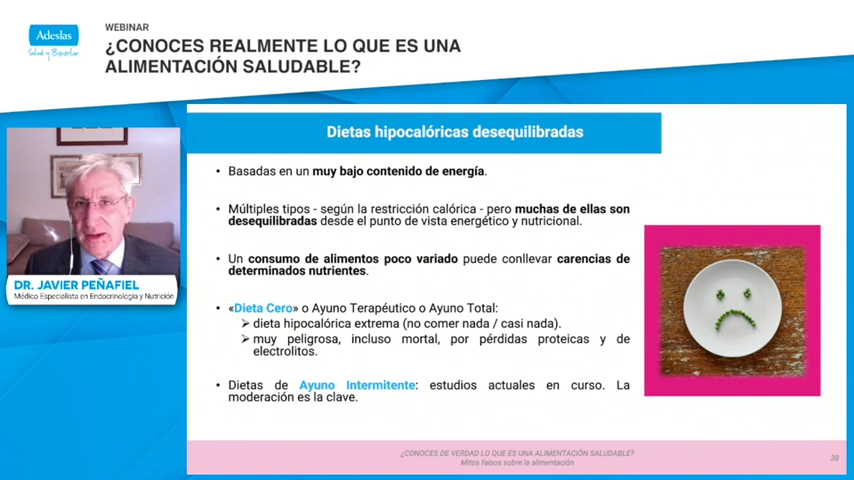 Adeslas
Salud y Bienestar
WEBINAR
¿CONOCES REALMENTE LO QUE ES UNA
ALIMENTACIÓN SALUDABLE?
DR. JAVIER PEÑAFIEL
Médico Especialista en Endocrinología y Nutrición
Dietas hipocalóricas desequilibradas
• Basadas en un muy bajo contenido de energía.
• Múltiples tipos - según la restricción calórica - pero muchas de ellas son
desequilibradas desde el punto de vista energético y nutricional.
• Un consumo de alimentos poco variado puede conllevar carencias de
determinados nutrientes.
• «Dieta Cero» o Ayuno Terapéutico o Ayuno Total:
➢ dieta hipocalórica extrema (no comer nada / casi nada).
➢ muy peligrosa, incluso mortal, por pérdidas proteicas y de
electrolitos.
• Dietas de Ayuno Intermitente: estudios actuales en curso. La
moderación es la clave.
¿CONOCES DE VERDAD LO QUE ES UNA ALIMENTACIÓN SALUDABLE?
Mitos falsos sobre la alimentación
38